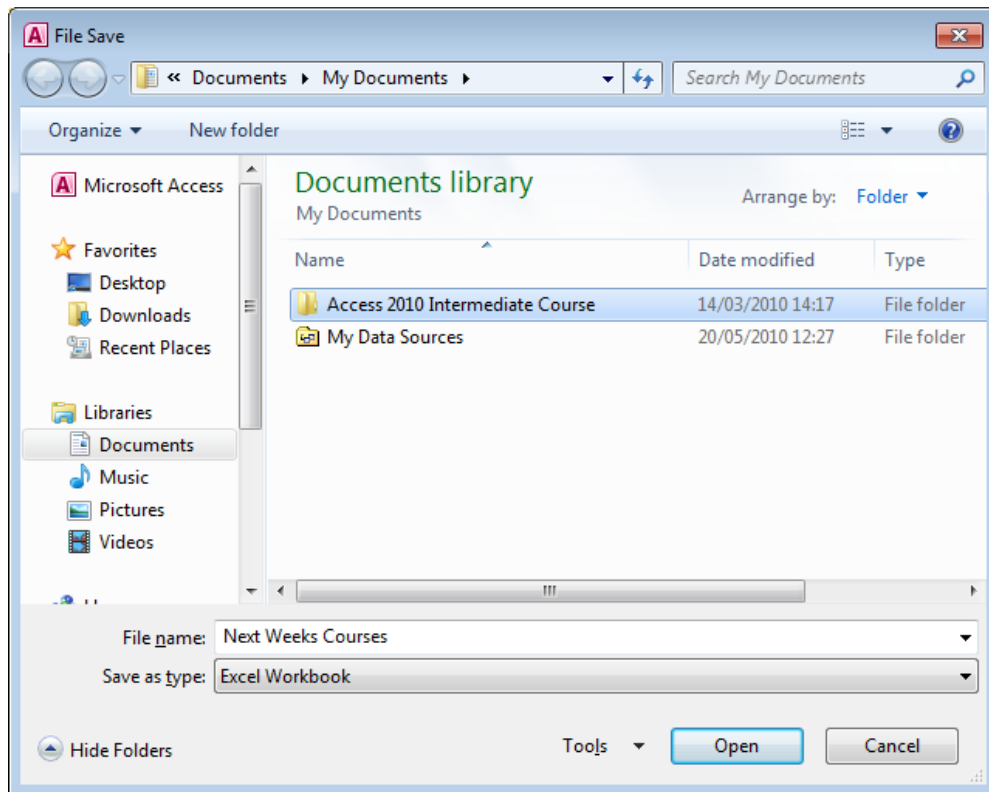 File Save
« Documents My Documents
Search My Documents
Organize New folder
Microsoft Access
Favorites
Desktop
Downloads
Recent Places
Libraries
Documents
Music
Pictures
Videos
Documents library
My Documents
Arrange by: Folder
Name Date modified Type
Access 2010 Intermediate Course 14/03/2010 14:17 File folder
My Data Sources 20/05/2010 12:27 File folder
File name: Next Weeks Courses
Save as type: Excel Workbook
Hide Folders
Tools Open Cancel